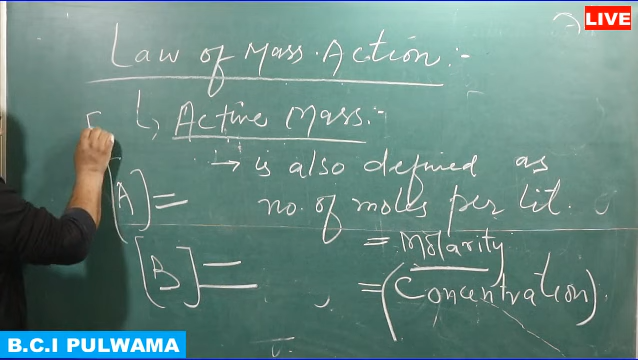 LIVE
Law of Mass Action :-
↳ Active Mass :-
→ is also defined as
[A] = no. of moles per lit.
= Molarity
[B] = = (Concentration).
B.C.I PULWAMA